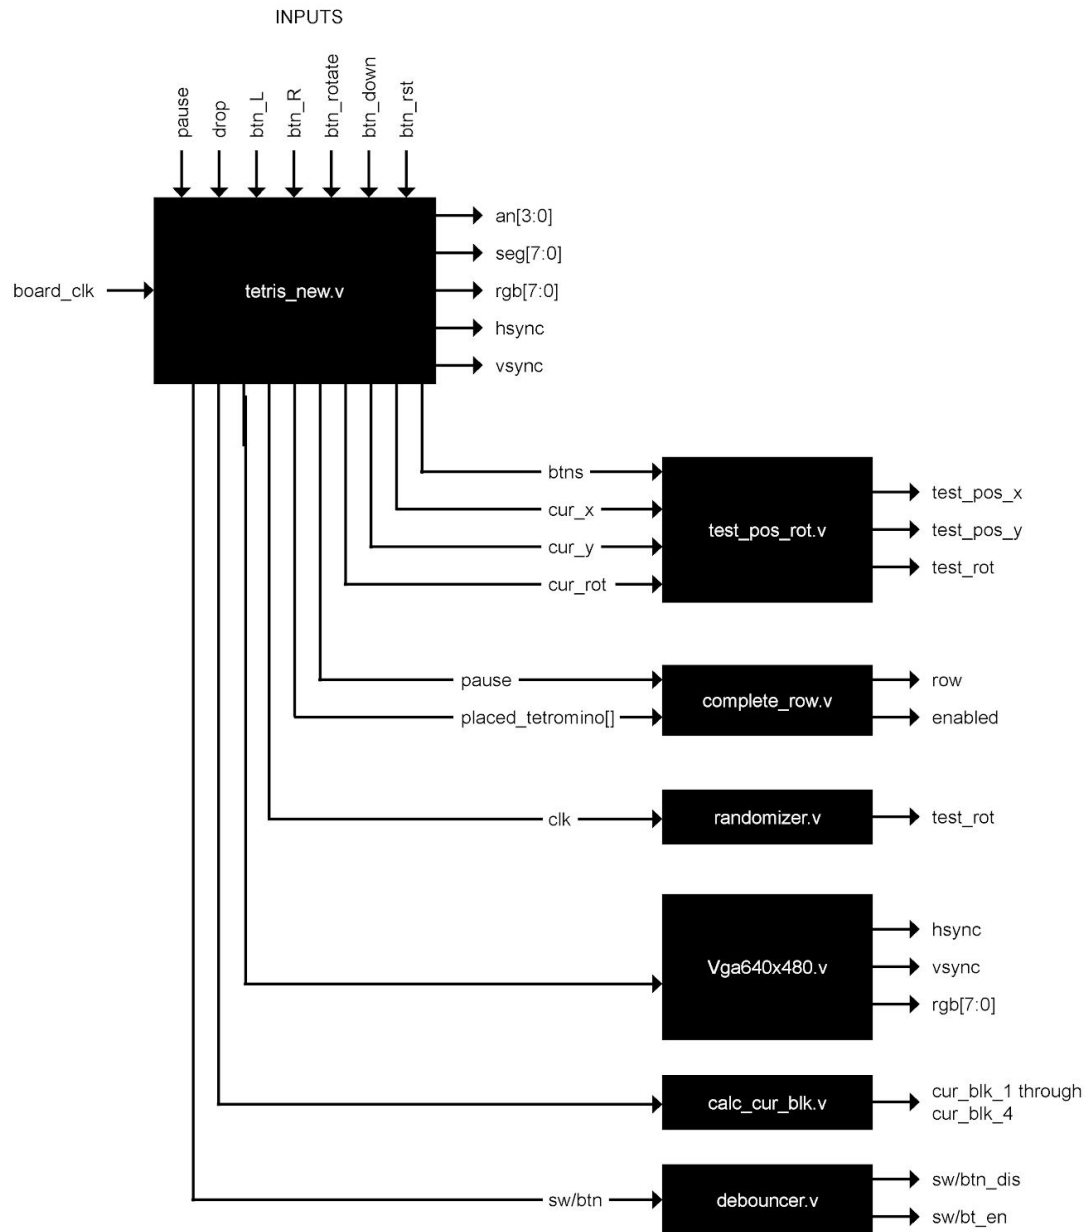 INPUTS
pause
drop
btn_L
btn_R
btn_rotate
btn_down
btn_rst
board_clk
tetris_new.v
an[3:0]
seg[7:0]
rgb[7:0]
hsync
vsync
btns
cur_x
cur_y
cur_rot
test_pos_rot.v
test_pos_x
test_pos_y
test_rot
pause
placed_tetromino[]
complete_row.v
row
enabled
clk
randomizer.v
test_rot
Vga640x480.v
hsync
vsync
rgb[7:0]
calc_cur_blk.v
cur_blk_1 through
cur_blk_4
sw/btn
debouncer.v
sw/btn_dis
sw/bt_en